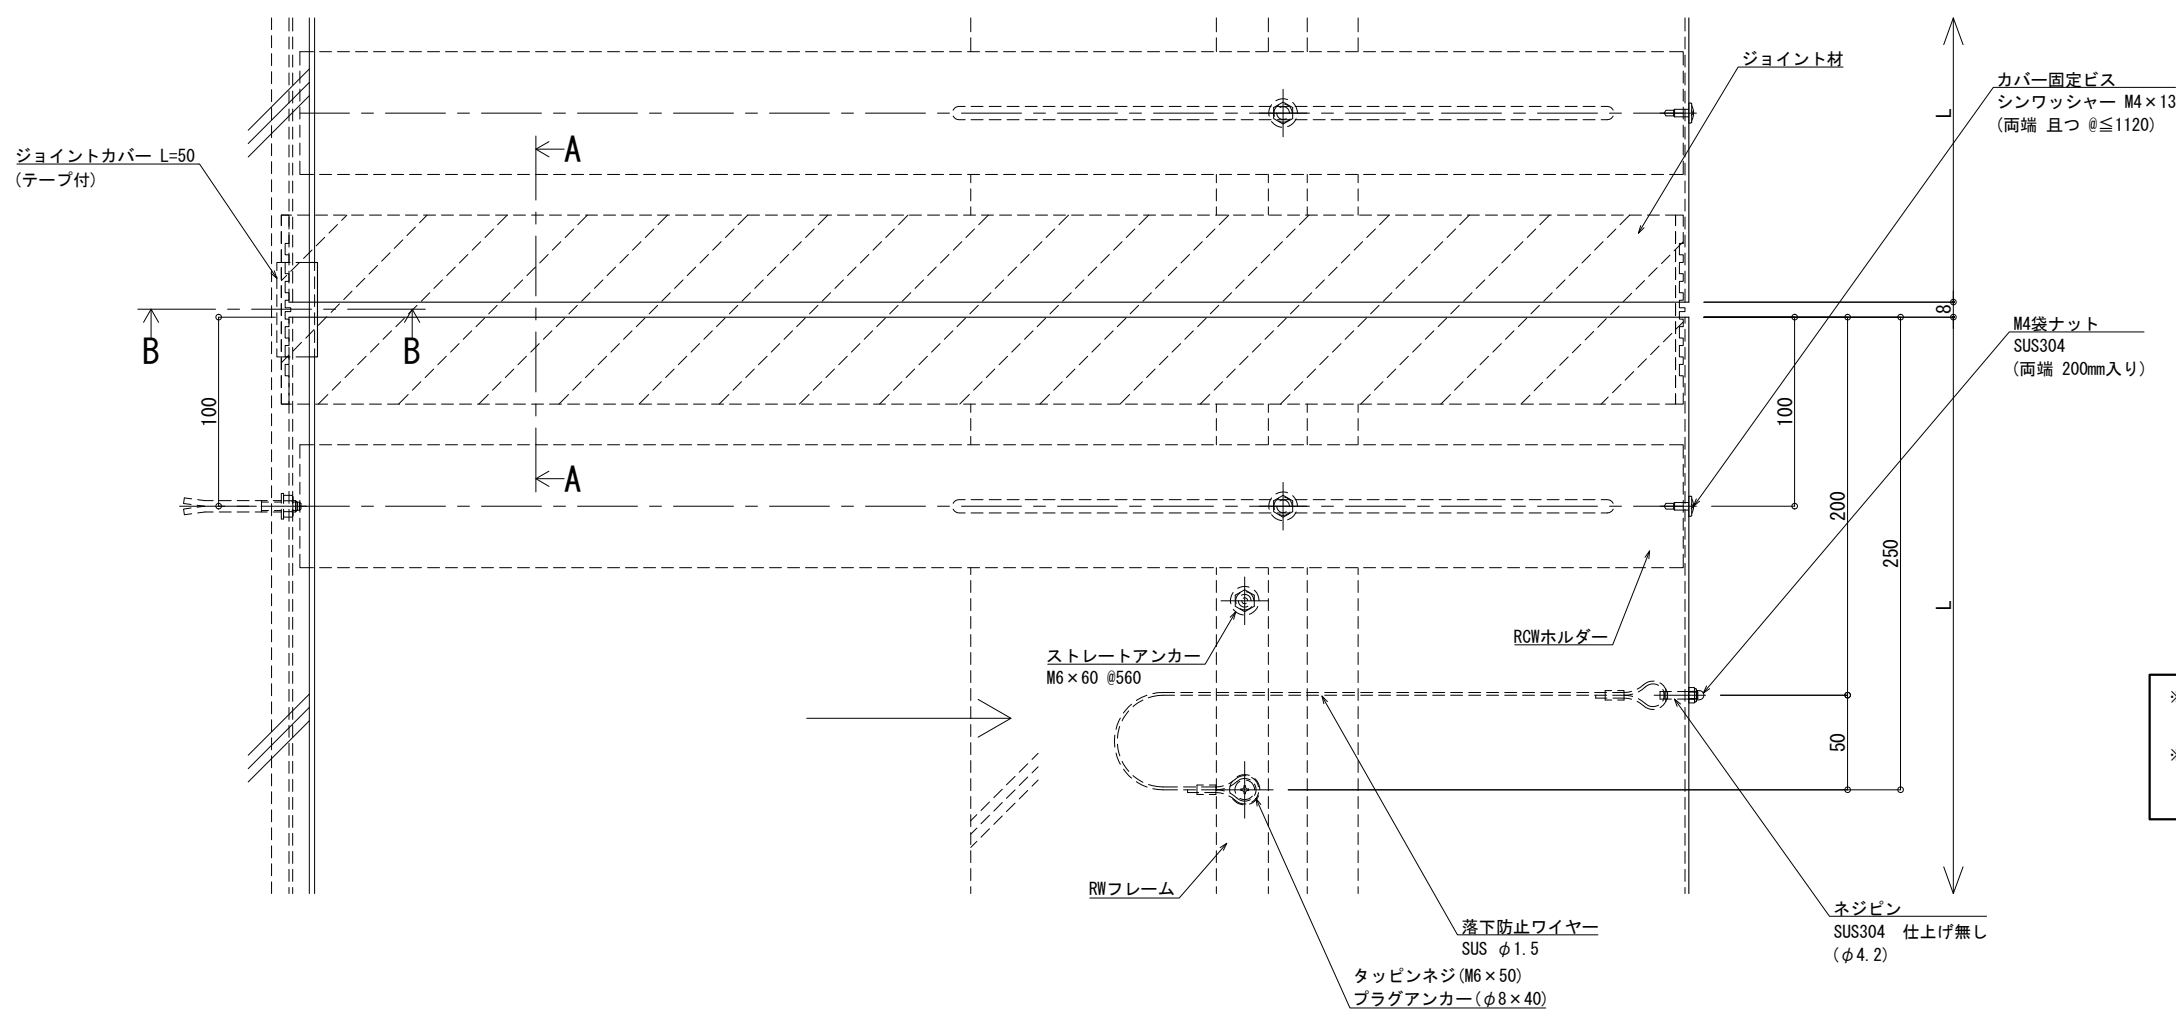 ジョイント材
カバー固定ビス
シンワッシャー M4×13
(両端 且つ @≦1120)
L
ジョイントカバー L=50
(テープ付)
A
8
B
B
M4袋ナット
SUS304
(両端 200mm入り)
100
100
200
250
A
L
RCWホルダー
ストレートアンカー
M6×60 @560
50
※
※
RWフレーム
落下防止ワイヤー
SUS φ1.5
タッピンネジ(M6×50)
プラグアンカー(φ8×40)
ネジピン
SUS304 仕上げ無し
(φ4.2)